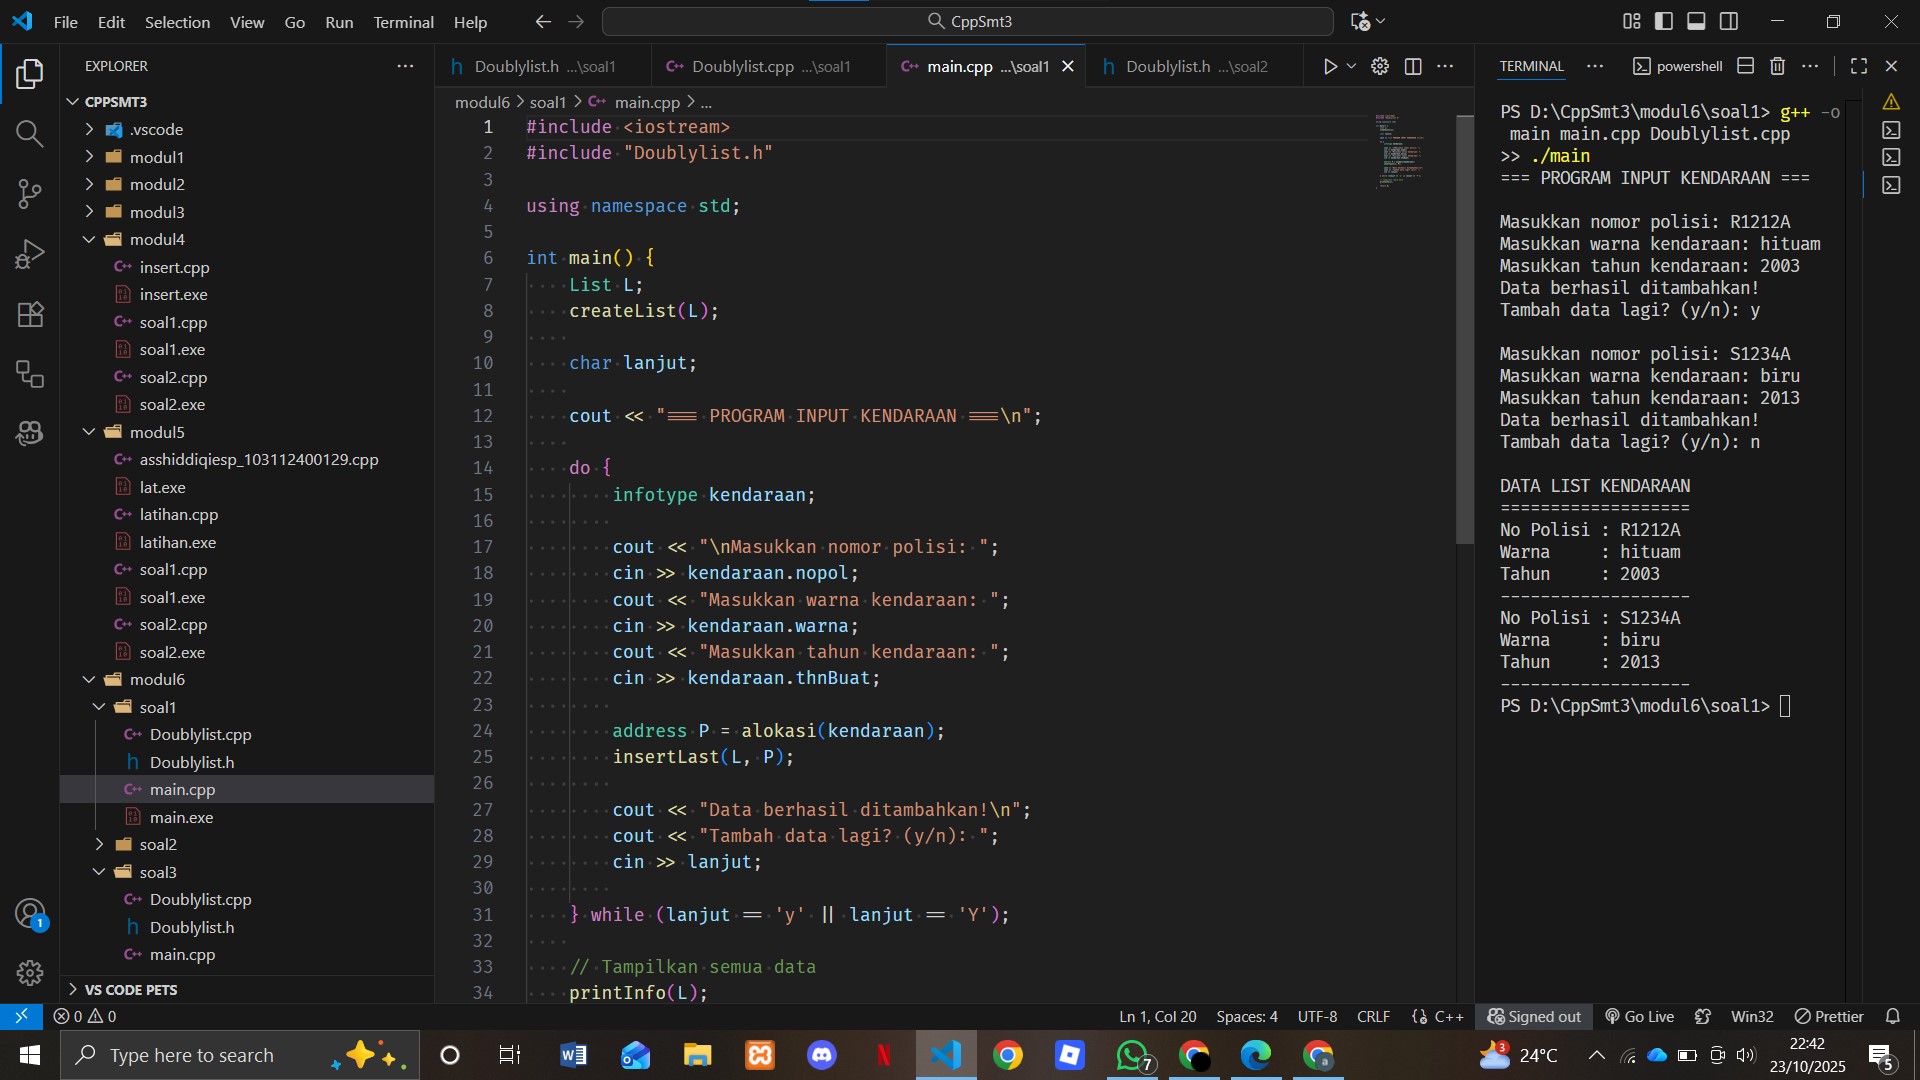 File Edit Selection View Go Run Terminal Help
CppSmt3
EXPLORER
CPPSMT3
.vscode
modul1
modul2
modul3
modul4
insert.cpp
insert.exe
soal1.cpp
soal1.exe
soal2.cpp
soal2.exe
modul5
asshiddiqiesp_103112400129.cpp
lat.exe
latihan.cpp
latihan.exe
soal1.cpp
soal1.exe
soal2.cpp
soal2.exe
modul6
soal1
Doublylist.cpp
Doublylist.h
main.cpp
main.exe
soal2
soal3
Doublylist.cpp
Doublylist.h
main.cpp
VS CODE PETS
Doublylist.h ...\soal1
Doublylist.cpp ...\soal1
main.cpp ...\soal1
Doublylist.h ...\soal2
modul6 > soal1 > main.cpp > ...
1 #include <iostream>
2 #include "Doublylist.h"
3
4 using namespace std;
5
6 int main() {
7 List L;
8 createList(L);
9
10 char lanjut;
11
12 cout << "=== PROGRAM INPUT KENDARAAN ===\n";
13
14 do {
15 infotype kendaraan;
16
17 cout << "\nMasukkan nomor polisi: ";
18 cin >> kendaraan.nopol;
19 cout << "Masukkan warna kendaraan: ";
20 cin >> kendaraan.warna;
21 cout << "Masukkan tahun kendaraan: ";
22 cin >> kendaraan.thnBuat;
23
24 address P = alokasi(kendaraan);
25 insertLast(L, P);
26
27 cout << "Data berhasil ditambahkan!\n";
28 cout << "Tambah data lagi? (y/n): ";
29 cin >> lanjut;
30
31 } while (lanjut == 'y' || lanjut == 'Y');
32
33 // Tampilkan semua data
34 printInfo(L);
TERMINAL
powershell
PS D:\CppSmt3\modul6\soal1> g++ -o
main main.cpp Doublylist.cpp
>> ./main
=== PROGRAM INPUT KENDARAAN ===
Masukkan nomor polisi: R1212A
Masukkan warna kendaraan: hituam
Masukkan tahun kendaraan: 2003
Data berhasil ditambahkan!
Tambah data lagi? (y/n): y
Masukkan nomor polisi: S1234A
Masukkan warna kendaraan: biru
Masukkan tahun kendaraan: 2013
Data berhasil ditambahkan!
Tambah data lagi? (y/n): n
DATA LIST KENDARAAN
===================
No Polisi : R1212A
Warna : hituam
Tahun : 2003
-------------------
No Polisi : S1234A
Warna : biru
Tahun : 2013
-------------------
PS D:\CppSmt3\modul6\soal1>
1
0 0
Ln 1, Col 20 Spaces: 4 UTF-8 CRLF C++ Signed out Go Live Win32 Prettier
Type here to search
7
3
24°C
22:42
23/10/2025
5